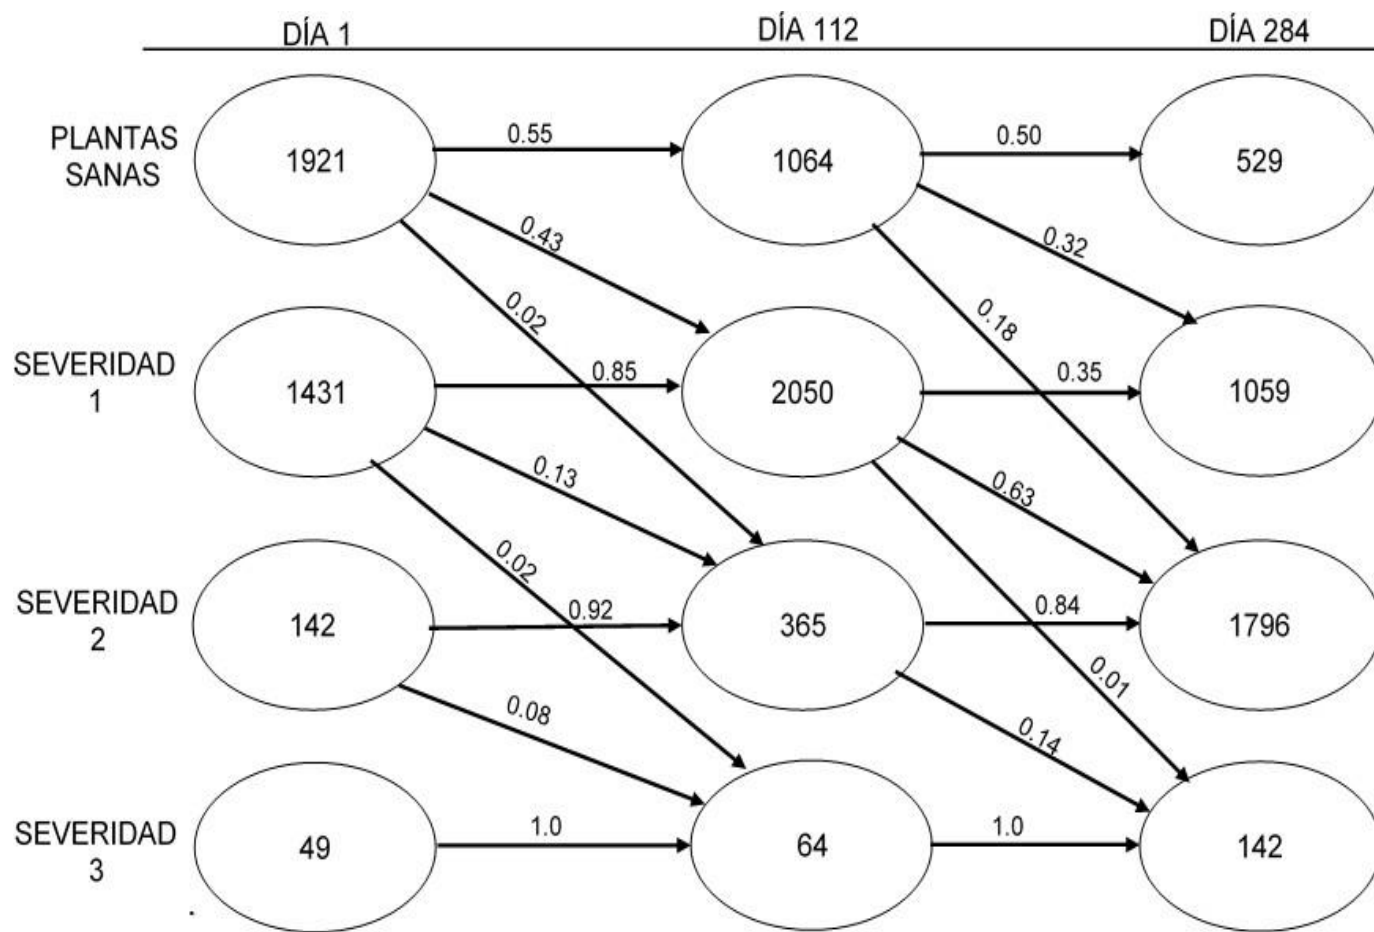 DÍA 1 DÍA 112 DÍA 284
PLANTAS
SANAS
1921 0.55 1064 0.50 529
0.43 0.32
0.02 0.18
SEVERIDAD
1
1431 0.85 2050 0.35 1059
0.13 0.63
0.02 0.01
SEVERIDAD
2
142 0.92 365 0.84 1796
0.08 0.14
SEVERIDAD
3
49 1.0 64 1.0 142
.